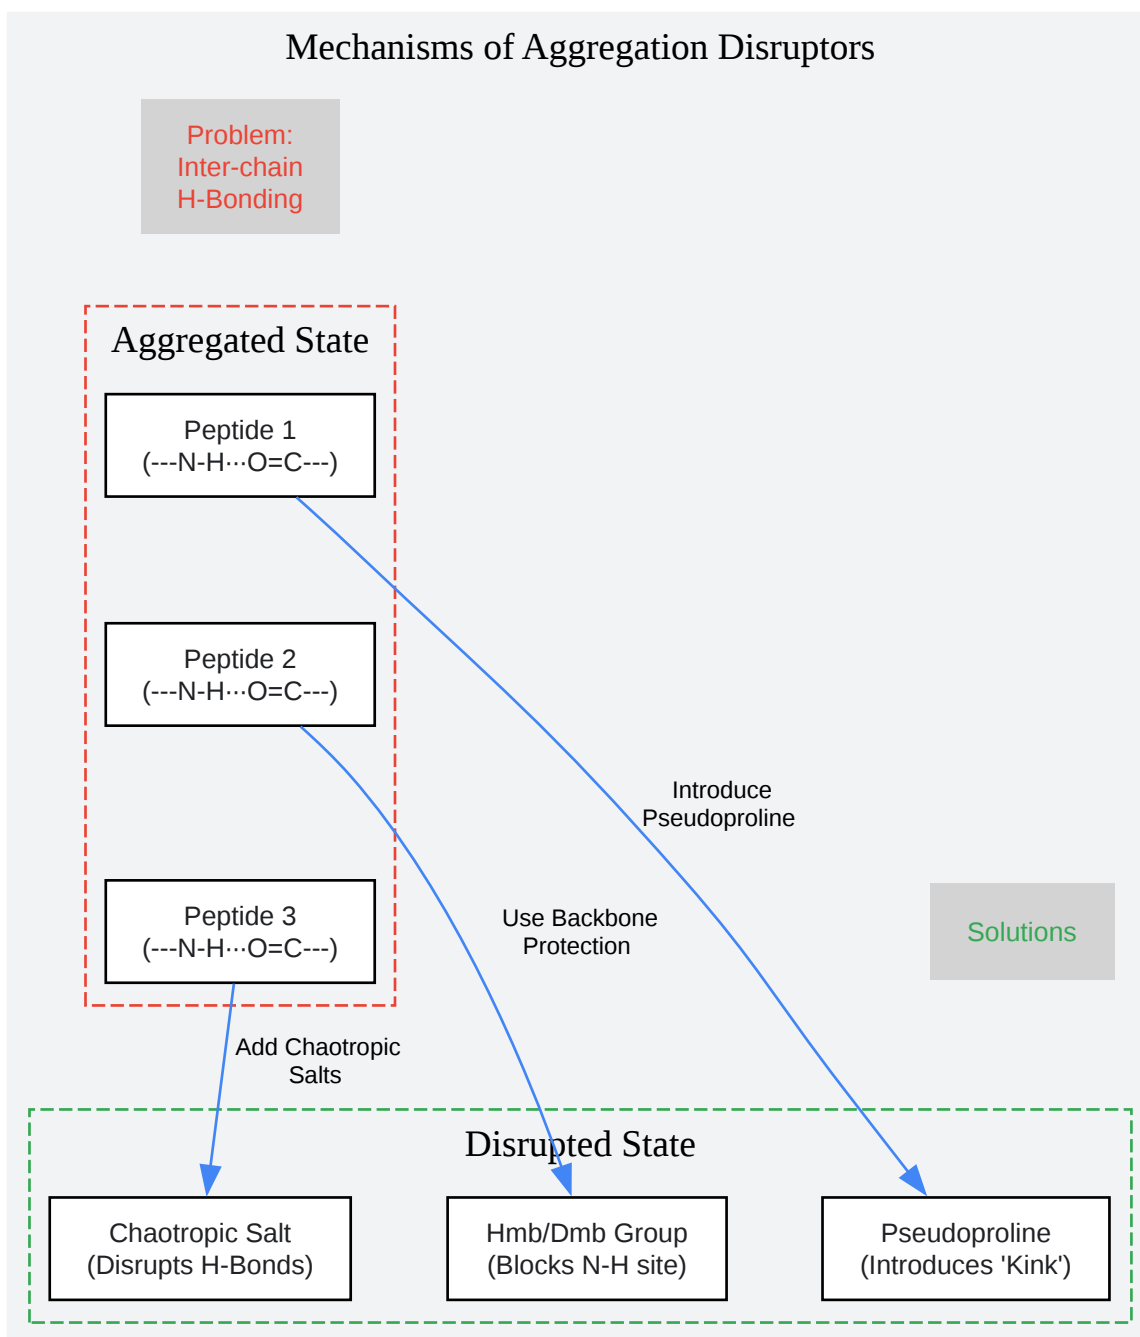 Mechanisms of Aggregation Disruptors
Problem:
Inter-chain
H-Bonding
Aggregated State
Peptide 1
(---N-H···O=C---)
Peptide 2
(---N-H···O=C---)
Introduce
Pseudoproline
Peptide 3
(---N-H···O=C---)
Use Backbone
Protection
Solutions
Add Chaotropic
Salts
Disrupted State
Chaotropic Salt
(Disrupts H-Bonds)
Hmb/Dmb Group
(Blocks N-H site)
Pseudoproline
(Introduces 'Kink')